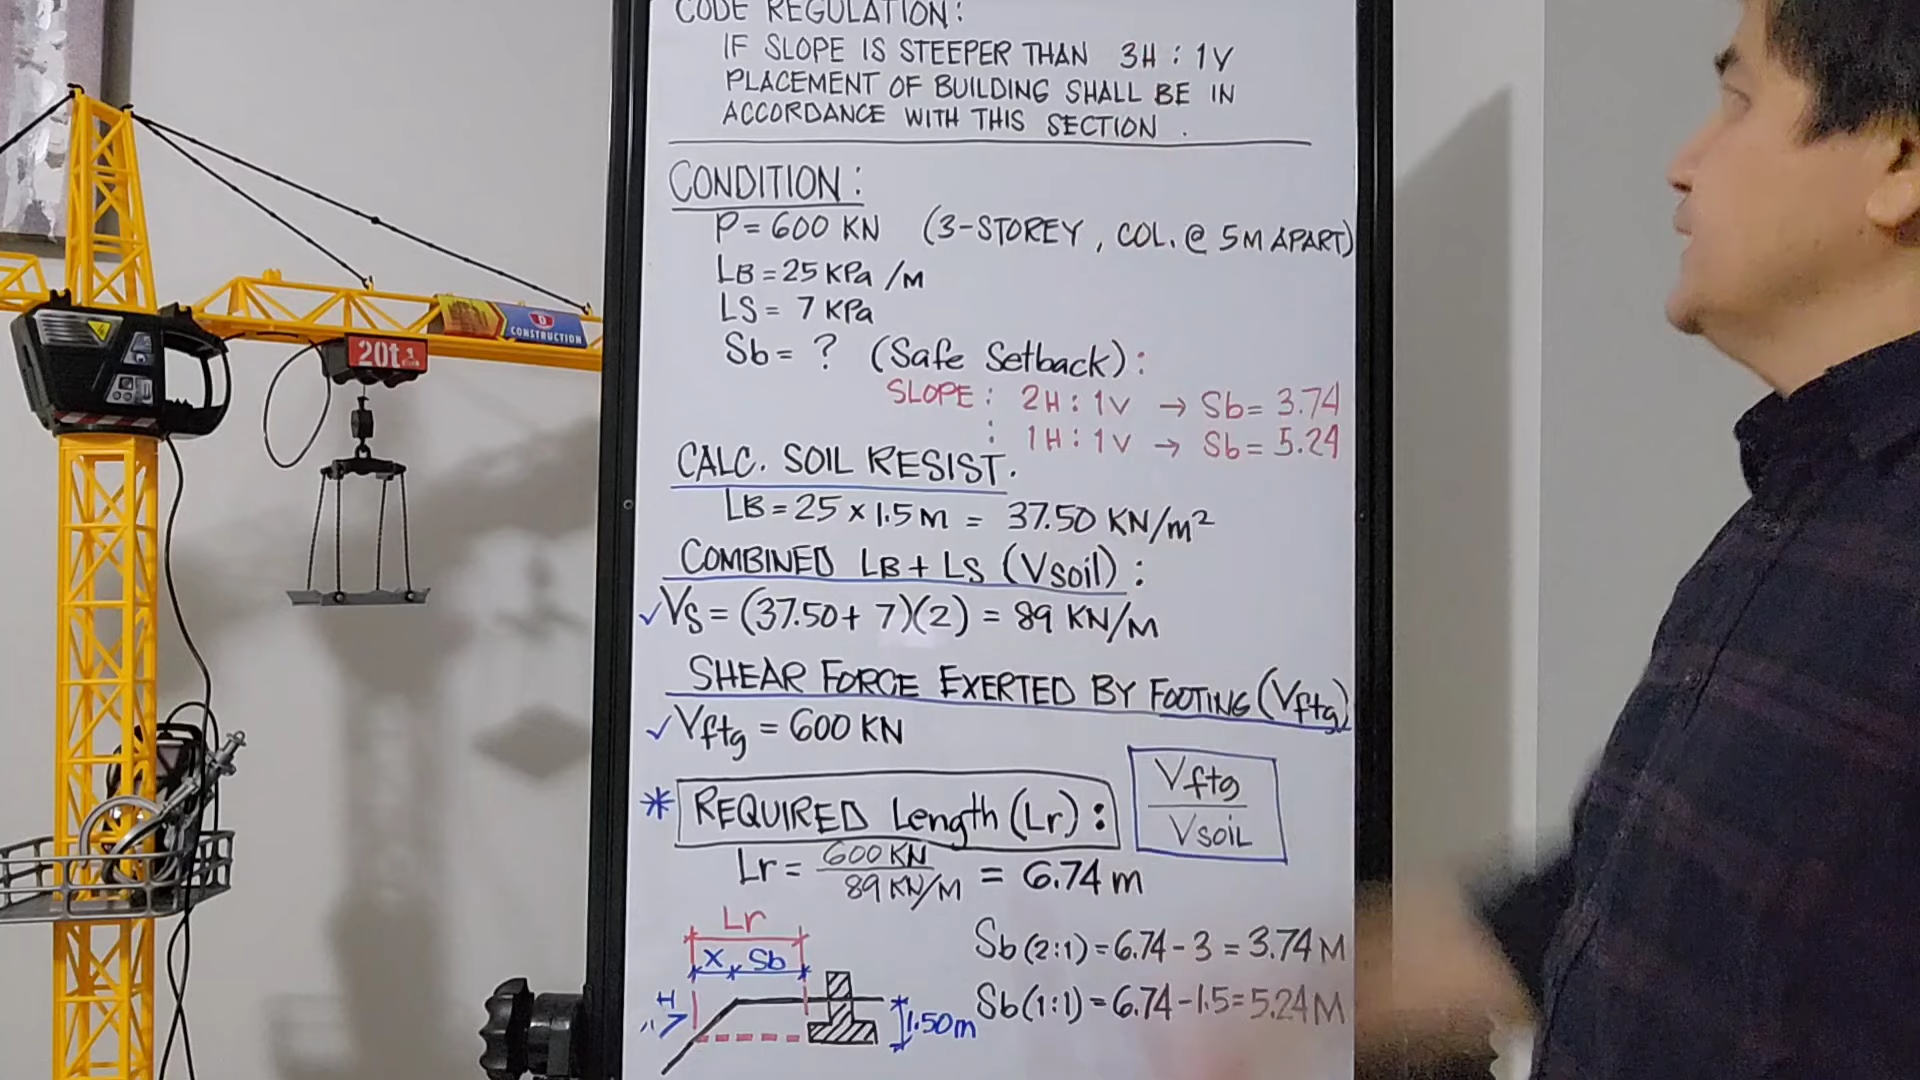 CODE REGULATION:
IF SLOPE IS STEEPER THAN 3H : 1V
PLACEMENT OF BUILDING SHALL BE IN
ACCORDANCE WITH THIS SECTION .
CONDITION:
P = 600 KN (3-STOREY, COL. @ 5M APART)
LB = 25 KPa /M
LS = 7 KPa
Sb = ? (Safe Setback):
SLOPE : 2H : 1V → Sb = 3.74
: 1H : 1V → Sb = 5.24
CALC. SOIL RESIST.
LB = 25 x 1.5 M = 37.50 KN/m²
COMBINED LB + LS (Vsoil) :
✓VS = (37.50 + 7)(2) = 89 KN/M
SHEAR FORCE EXERTED BY FOOTING (Vftg)
✓Vftg = 600 KN
* REQUIRED Length (Lr) :
Vftg
Vsoil
Lr = 600 KN / 89 KN/M = 6.74 m
Lr
X Sb
H
1.50m
Sb (2:1) = 6.74 - 3 = 3.74 M
Sb (1:1) = 6.74 - 1.5 = 5.24 M
CONSTRUCTION
20t